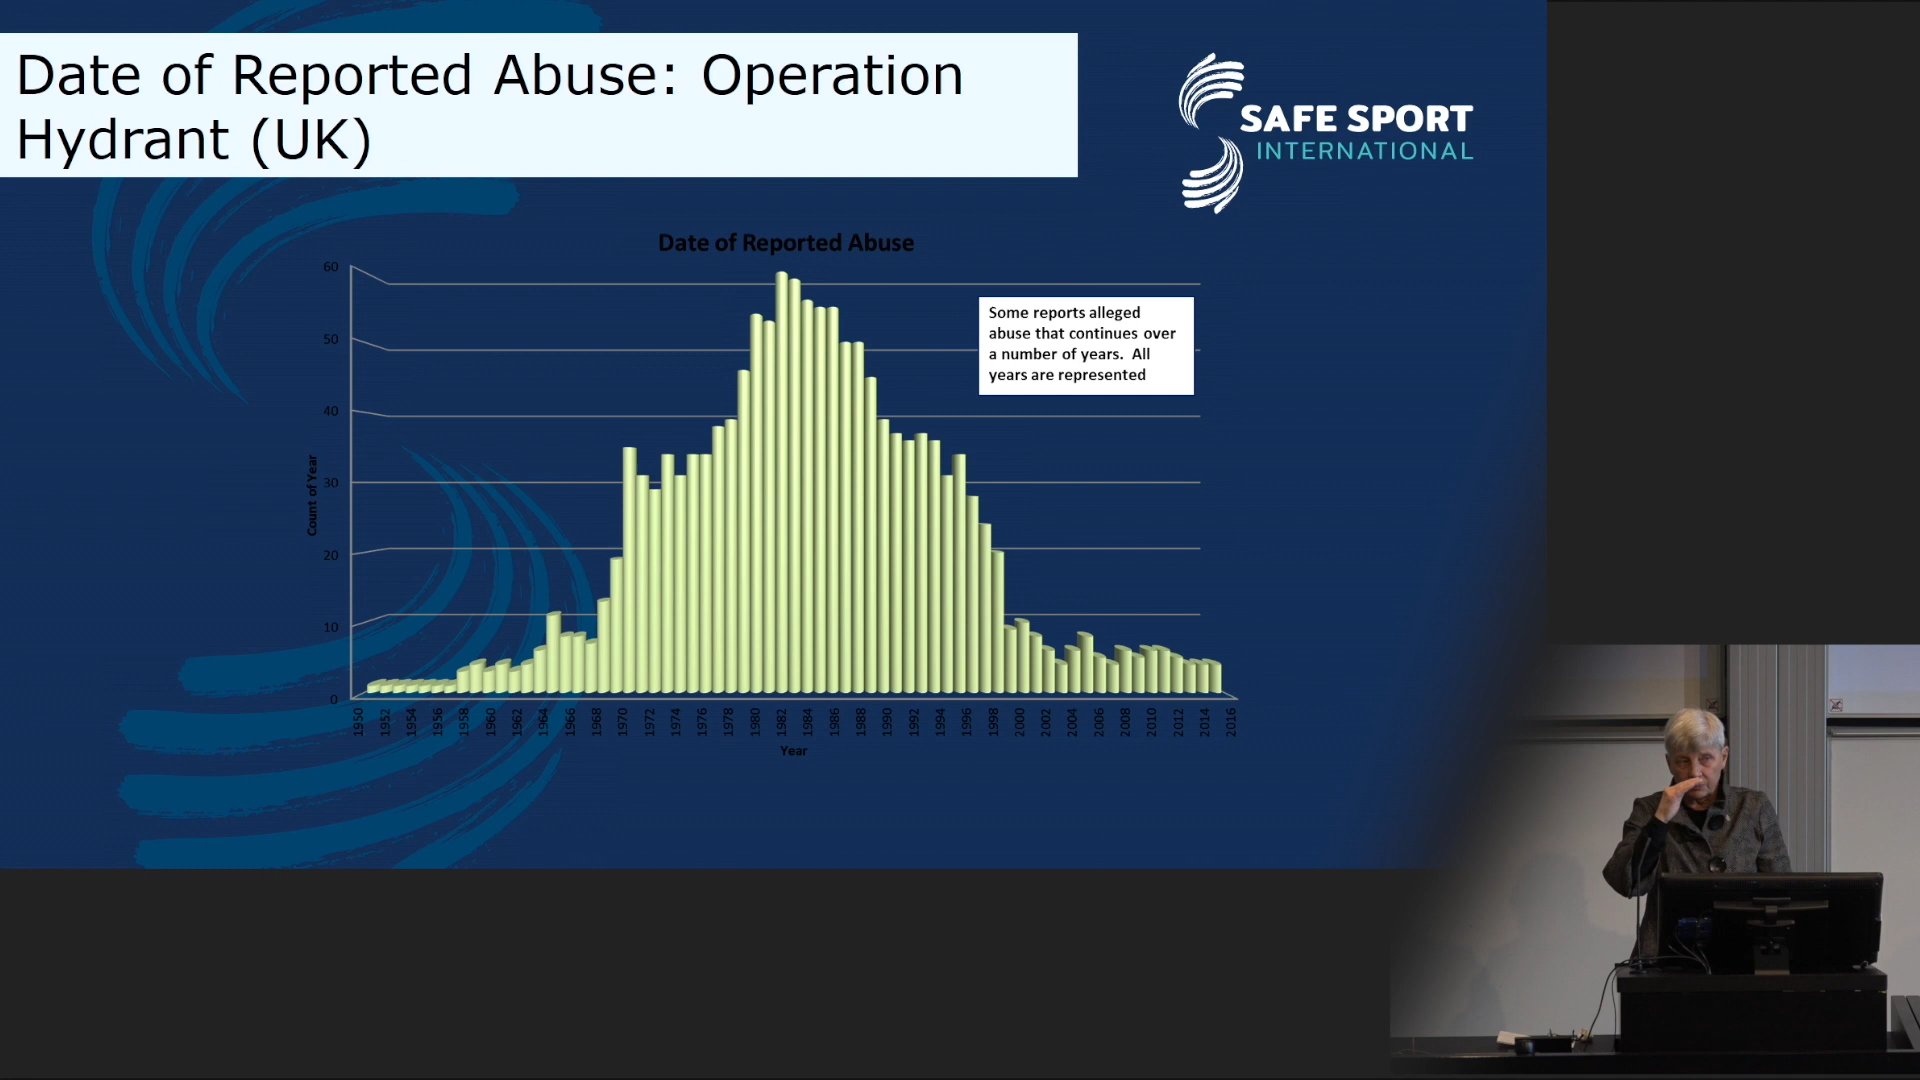 Date of Reported Abuse: Operation
Hydrant (UK)
SAFE SPORT
INTERNATIONAL
Date of Reported Abuse
60
50
40
30
20
10
0
Count of Year
Some reports alleged
abuse that continues over
a number of years. All
years are represented
1950 1952 1954 1956 1958 1960 1962 1964 1966 1968 1970 1972 1974 1976 1978 1980 1982 1984 1986 1988 1990 1992 1994 1996 1998 2000 2002 2004 2006 2008 2010 2012 2014 2016
Year